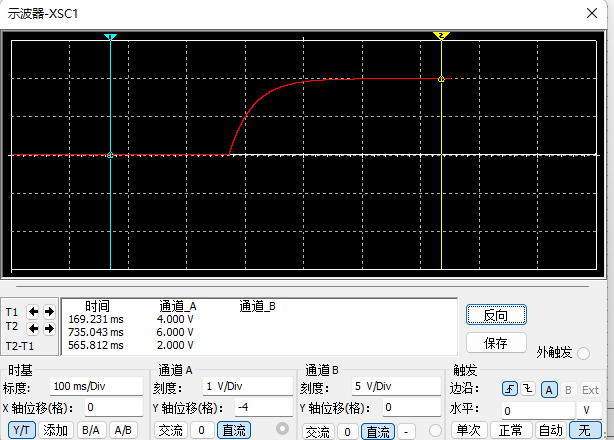 示波器-XSC1
1
2
时间 通道_A 通道_B
T1 169.231 ms 4.000 V
T2 735.043 ms 6.000 V
T2-T1 565.812 ms 2.000 V
反向
保存
外触发
时基 通道A 通道B 触发
标度: 100 ms/Div 刻度: 1 V/Div 刻度: 5 V/Div 边沿: A B Ext
X 轴位移(格): 0 Y 轴位移(格): -4 Y 轴位移(格): 0 水平: 0 V
Y/T 添加 B/A A/B 交流 0 直流 交流 0 直流 - 单次 正常 自动 无